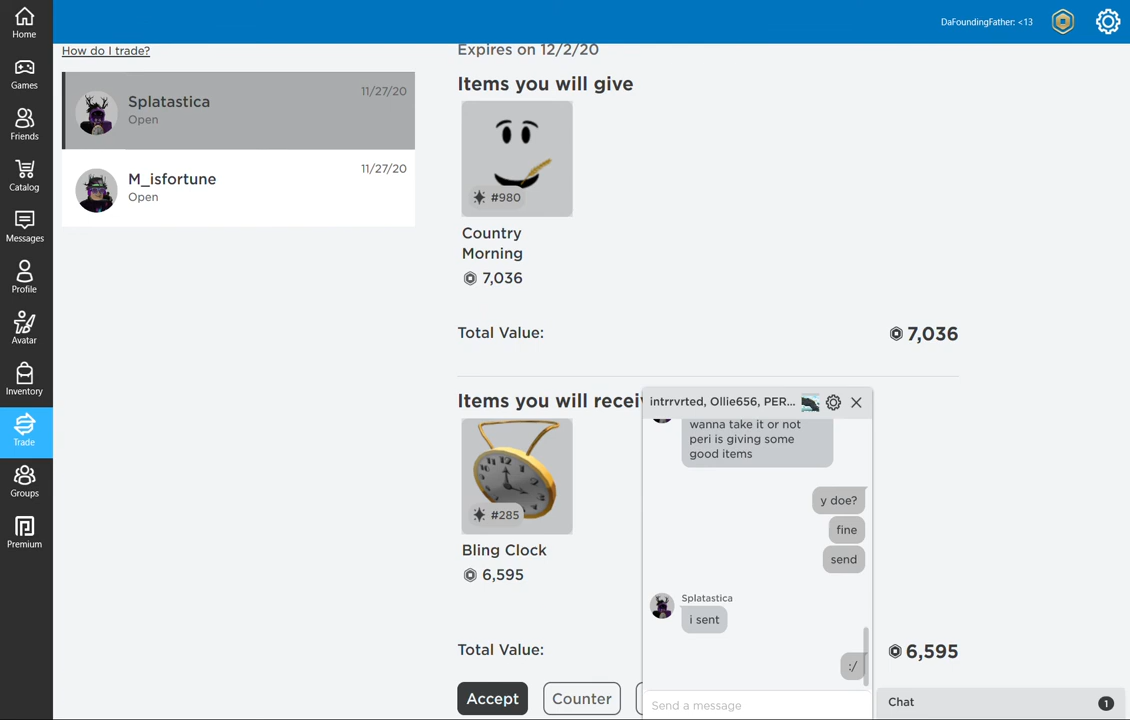 Home
Games
Friends
Catalog
Messages
Profile
Avatar
Inventory
Trade
Groups
Premium
DaFoundingFather: <13
How do I trade?
Splatastica
Open
11/27/20
M_isfortune
Open
11/27/20
Expires on 12/2/20
Items you will give
#980
Country
Morning
7,036
Total Value:
7,036
Items you will recei
#285
Bling Clock
6,595
Total Value:
6,595
Accept
Counter
intrrvrted, Ollie656, PER...
wanna take it or not
peri is giving some
good items
y doe?
fine
send
Splatastica
i sent
:/
Send a message
Chat
1